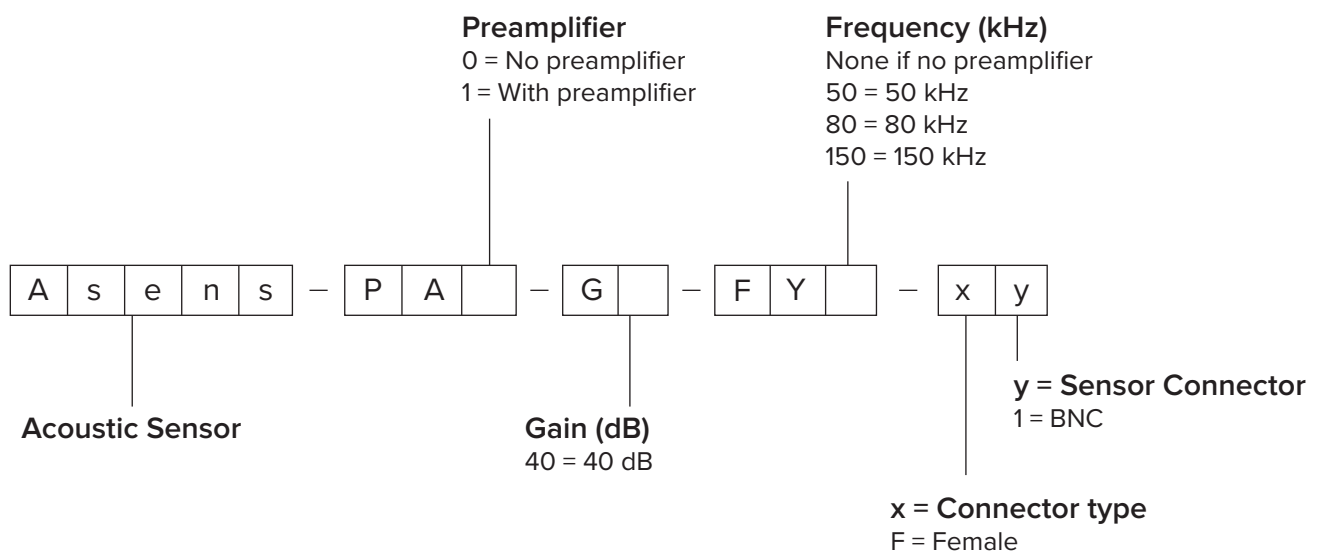 Preamplifier
0 = No preamplifier
1 = With preamplifier
Frequency (kHz)
None if no preamplifier
50 = 50 kHz
80 = 80 kHz
150 = 150 kHz
A s e n s – P A – G – F Y – x y
Acoustic Sensor
Gain (dB)
40 = 40 dB
y = Sensor Connector
1 = BNC
x = Connector type
F = Female